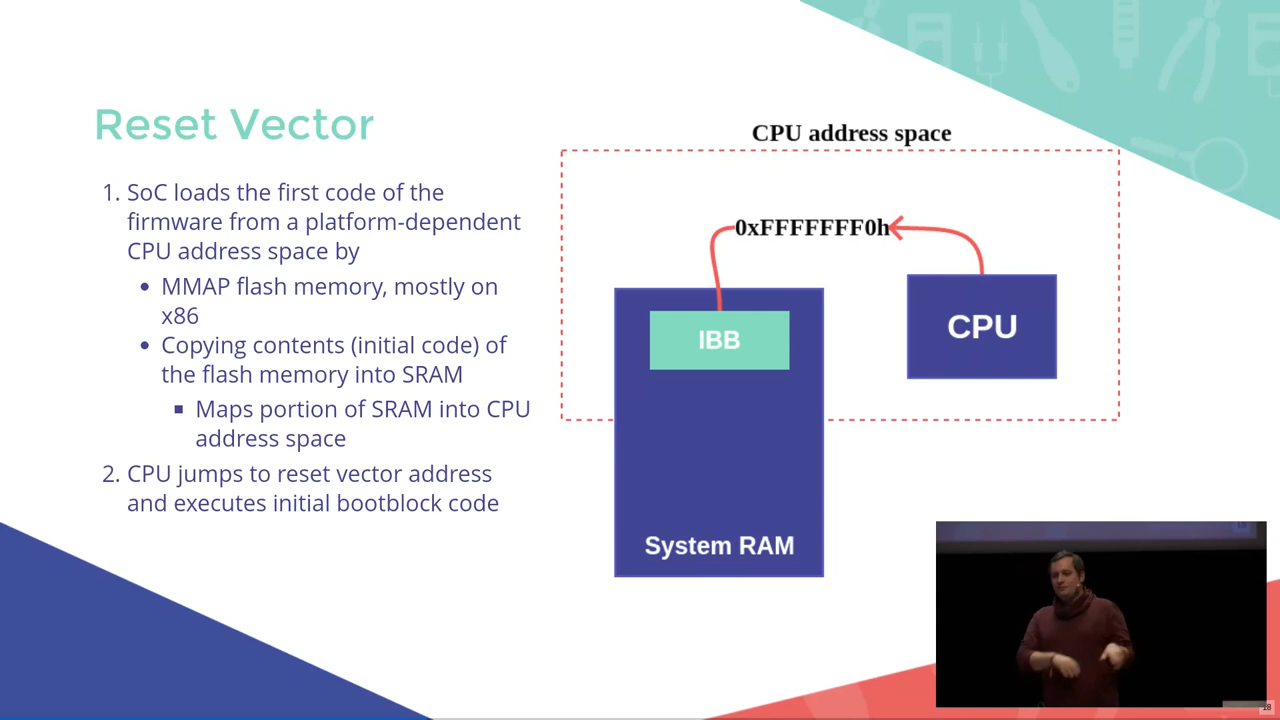 Reset Vector
1. SoC loads the first code of the
firmware from a platform-dependent
CPU address space by
• MMAP flash memory, mostly on
x86
• Copying contents (initial code) of
the flash memory into SRAM
▪ Maps portion of SRAM into CPU
address space
2. CPU jumps to reset vector address
and executes initial bootblock code
CPU address space
0xFFFFFFF0h
IBB
CPU
System RAM
18